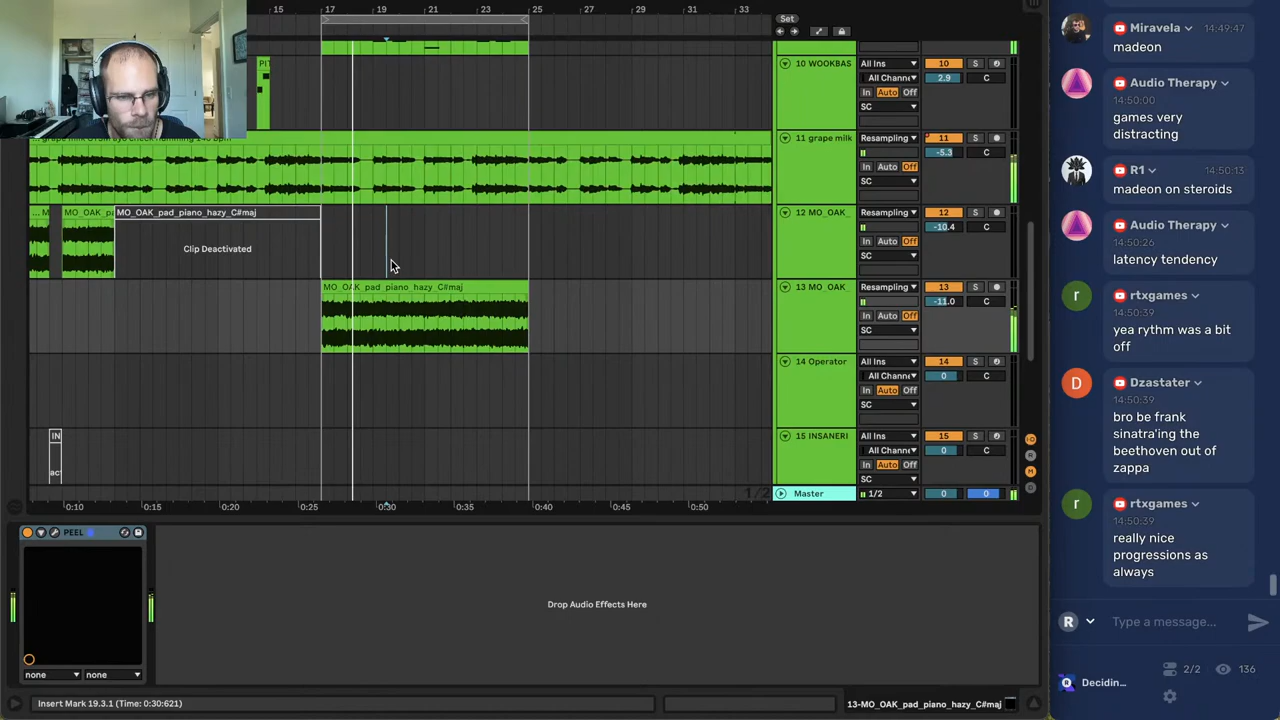 15 17 19 21 23 25 27 29 31 33
Set
PI
10 WOOKBAS
All Ins
10
S
All Channe
2.9
C
In Auto Off
SC
11 grape milk
Resampling
11
S
-5.3
C
In Auto Off
SC
... M
MO_OAK_pa
MO_OAK_pad_piano_hazy_C#maj
Clip Deactivated
12 MO_OAK_
Resampling
12
S
-10.4
C
In Auto Off
SC
MO_OAK_pad_piano_hazy_C#maj
13 MO_OAK_
Resampling
13
S
-11.0
C
In Auto Off
SC
14 Operator
All Ins
14
S
All Channe
0
C
In Auto Off
SC
IN
15 INSANERI
All Ins
15
S
All Channe
0
C
In Auto Off
SC
1/2
Master
1/2
0
0
0:10 0:15 0:20 0:25 0:30 0:35 0:40 0:45 0:50
PEEL
none none
Drop Audio Effects Here
Insert Mark 19.3.1 (Time: 0:30:621)
13-MO_OAK_pad_piano_hazy_C#maj
Miravela 14:49:47
madeon
Audio Therapy
14:50:00
games very
distracting
R1 14:50:13
madeon on steroids
Audio Therapy
14:50:26
latency tendency
rtxgames
14:50:39
yea rythm was a bit
off
Dzastater
14:50:39
bro be frank
sinatra'ing the
beethoven out of
zappa
rtxgames
14:50:39
really nice
progressions as
always
Type a message...
Decidin...
2/2
136